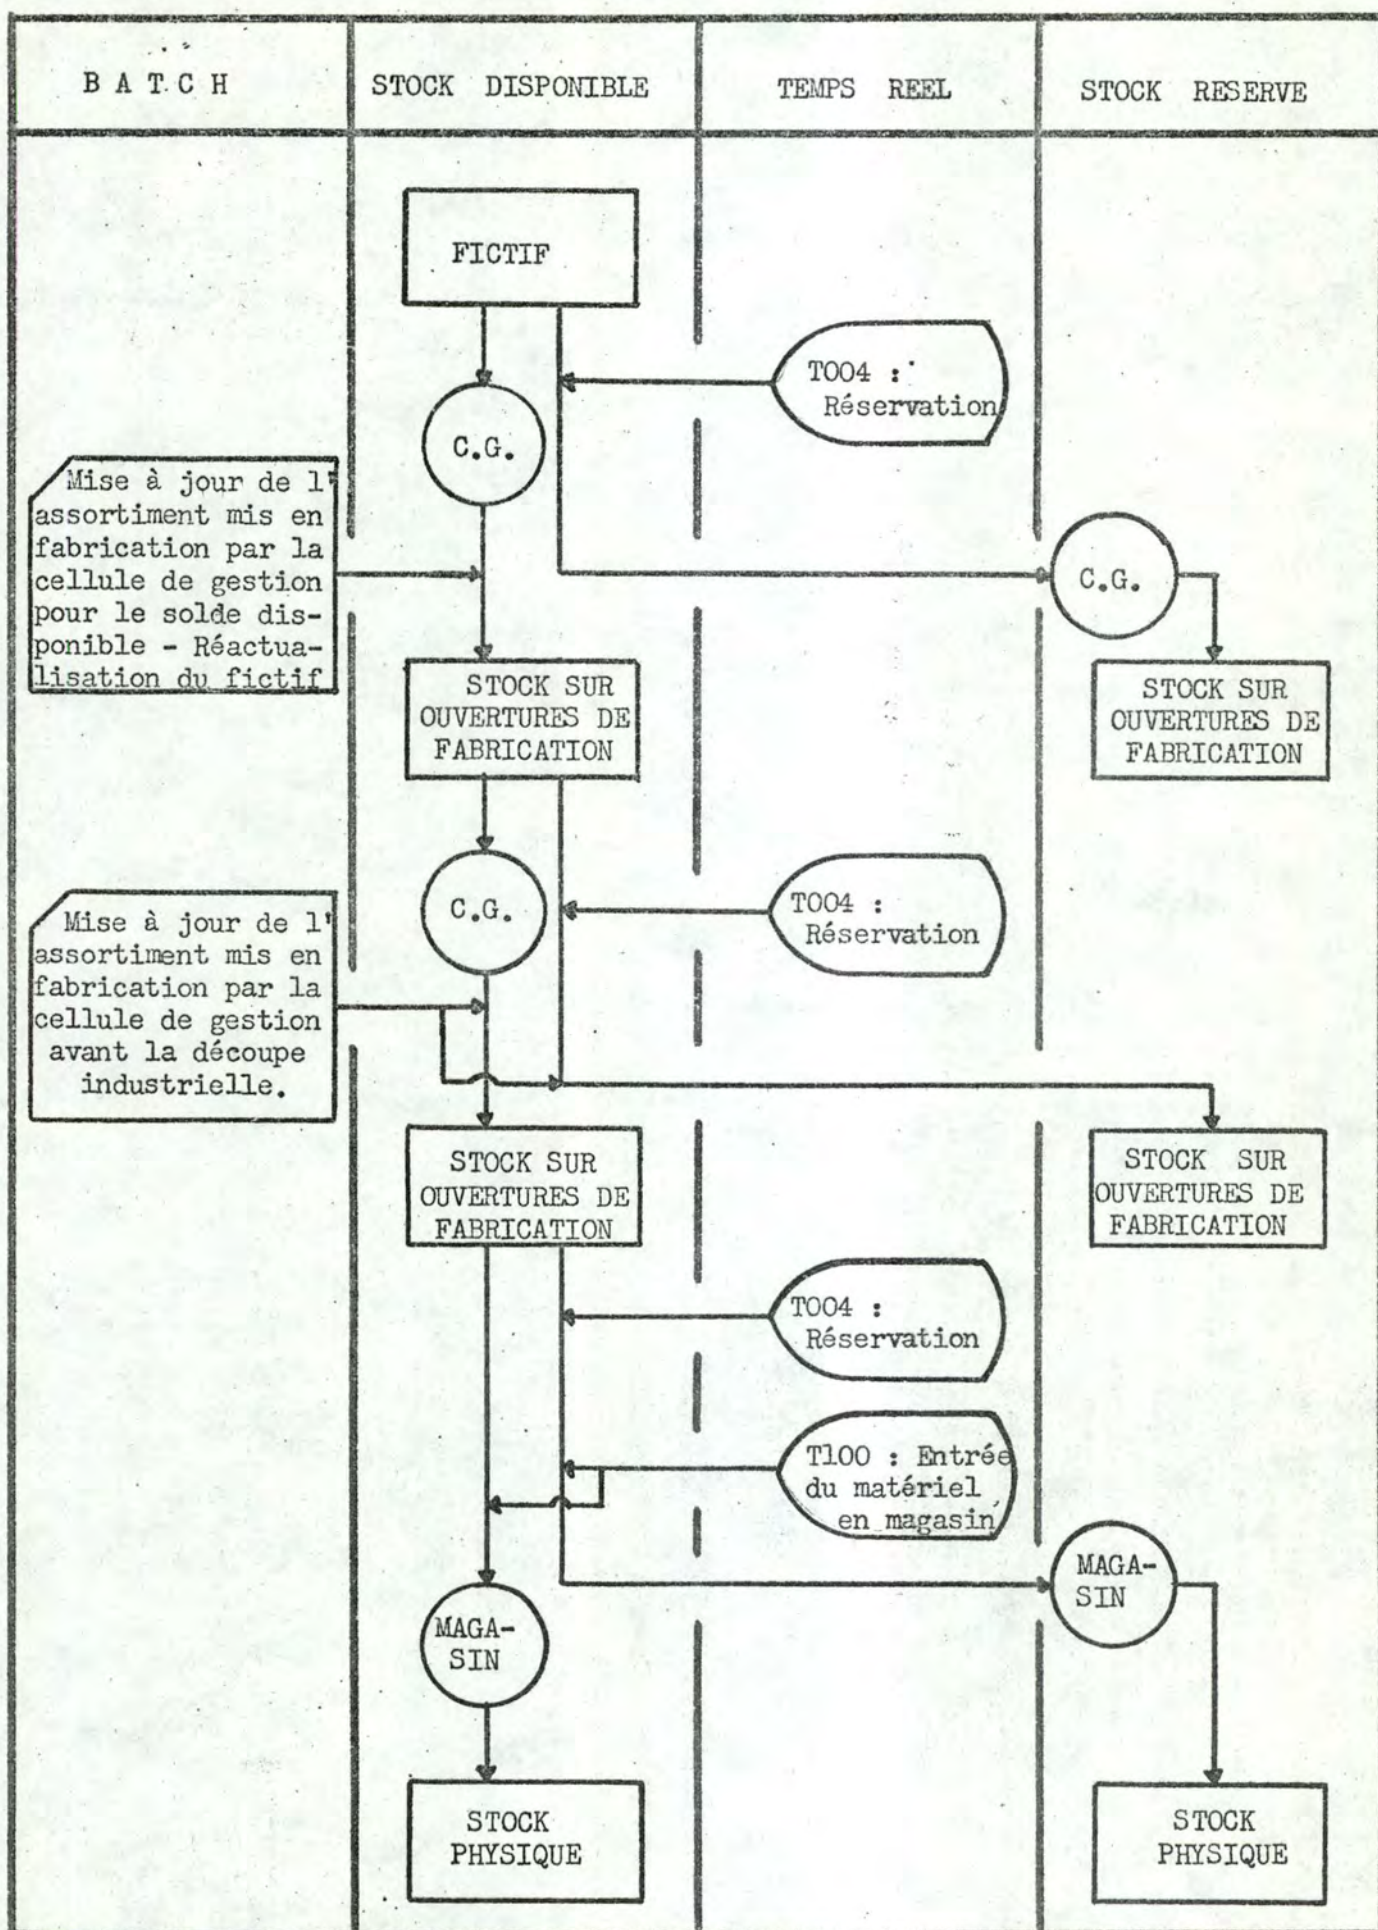 BATCH
STOCK DISPONIBLE
TEMPS REEL
STOCK RESERVE
FICTIF
T004 :
Réservation
C.G.
Mise à jour de l'
assortiment mis en
fabrication par la
cellule de gestion
pour le solde dis-
ponible - Réactua-
lisation du fictif
C.G.
STOCK SUR
OUVERTURES DE
FABRICATION
STOCK SUR
OUVERTURES DE
FABRICATION
C.G.
T004 :
Réservation
Mise à jour de l'
assortiment mis en
fabrication par la
cellule de gestion
avant la découpe
industrielle.
STOCK SUR
OUVERTURES DE
FABRICATION
STOCK SUR
OUVERTURES DE
FABRICATION
T004 :
Réservation
T100 : Entrée
du matériel
en magasin
MAGA-
SIN
MAGA-
SIN
STOCK
PHYSIQUE
STOCK
PHYSIQUE